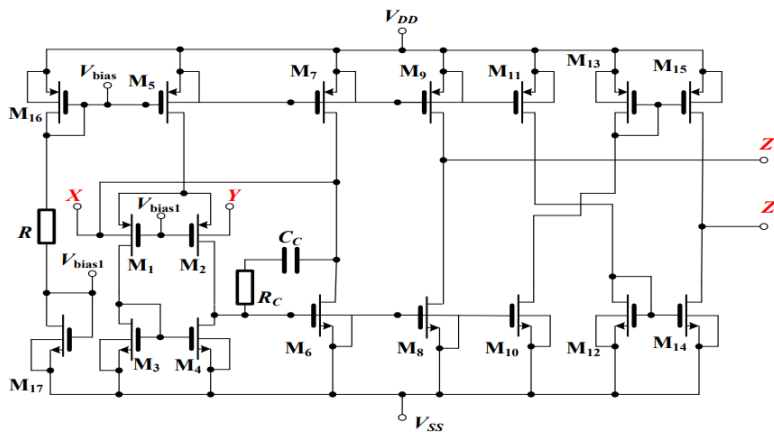 V_DD
V_bias
M_5
M_7
M_9
M_11
M_13
M_15
M_16
X
V_bias1
Y
Z
R
C_C
Z
V_bias1
M_1
M_2
R_C
M_17
M_3
M_4
M_6
M_8
M_10
M_12
M_14
V_SS